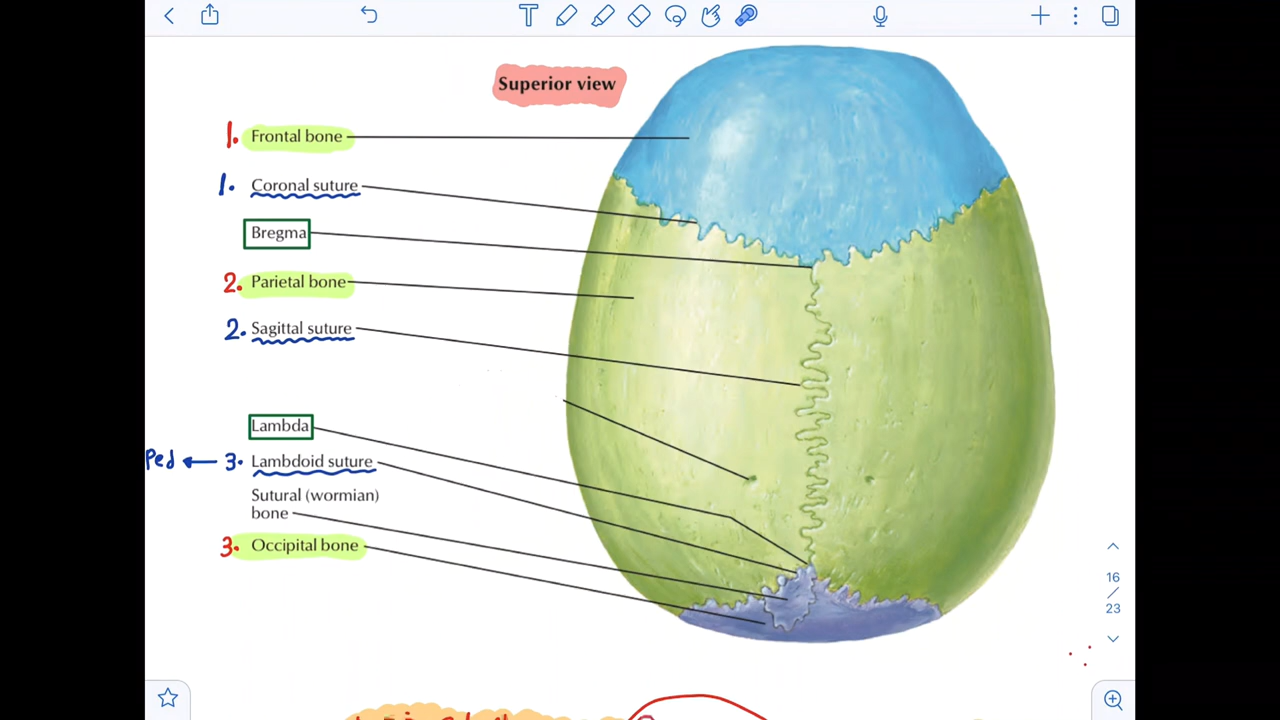 Superior view
1. Frontal bone
1. Coronal suture
Bregma
2. Parietal bone
2. Sagittal suture
Lambda
Ped ← 3. Lambdoid suture
Sutural (wormian)
bone
3. Occipital bone
16
/
23